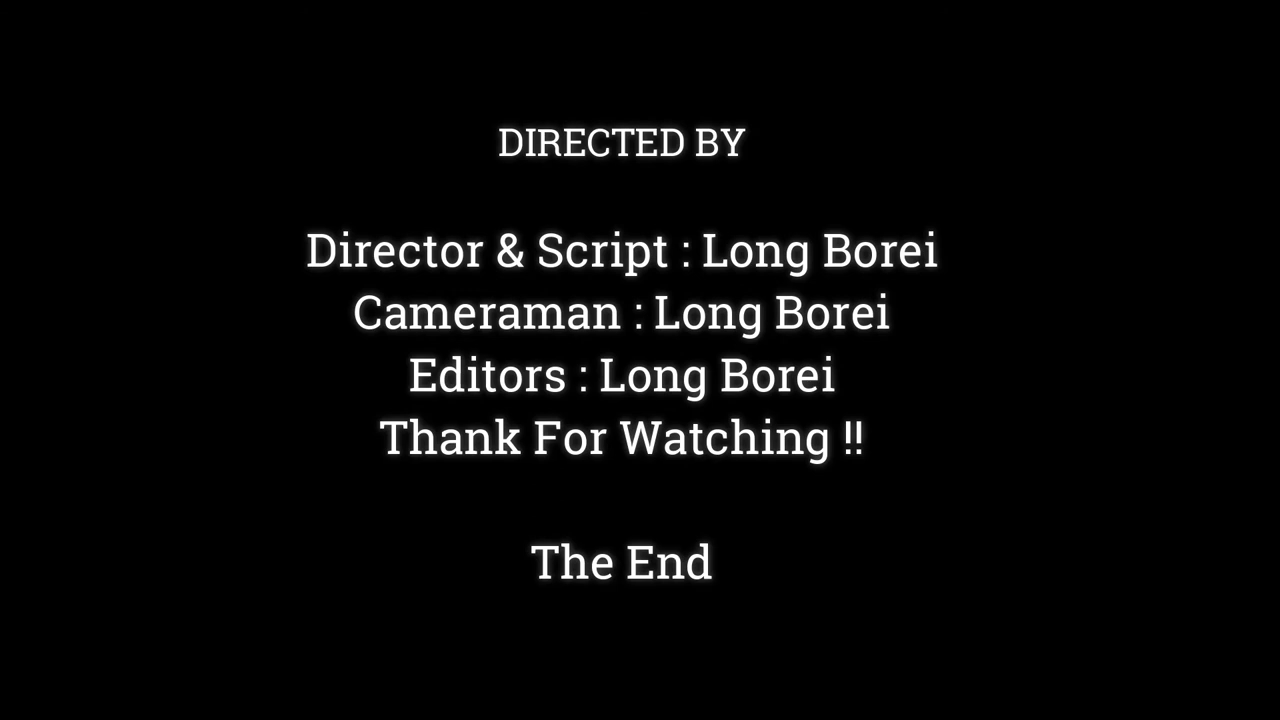 DIRECTED BY
Director & Script : Long Borei
Cameraman : Long Borei
Editors : Long Borei
Thank For Watching !!
The End